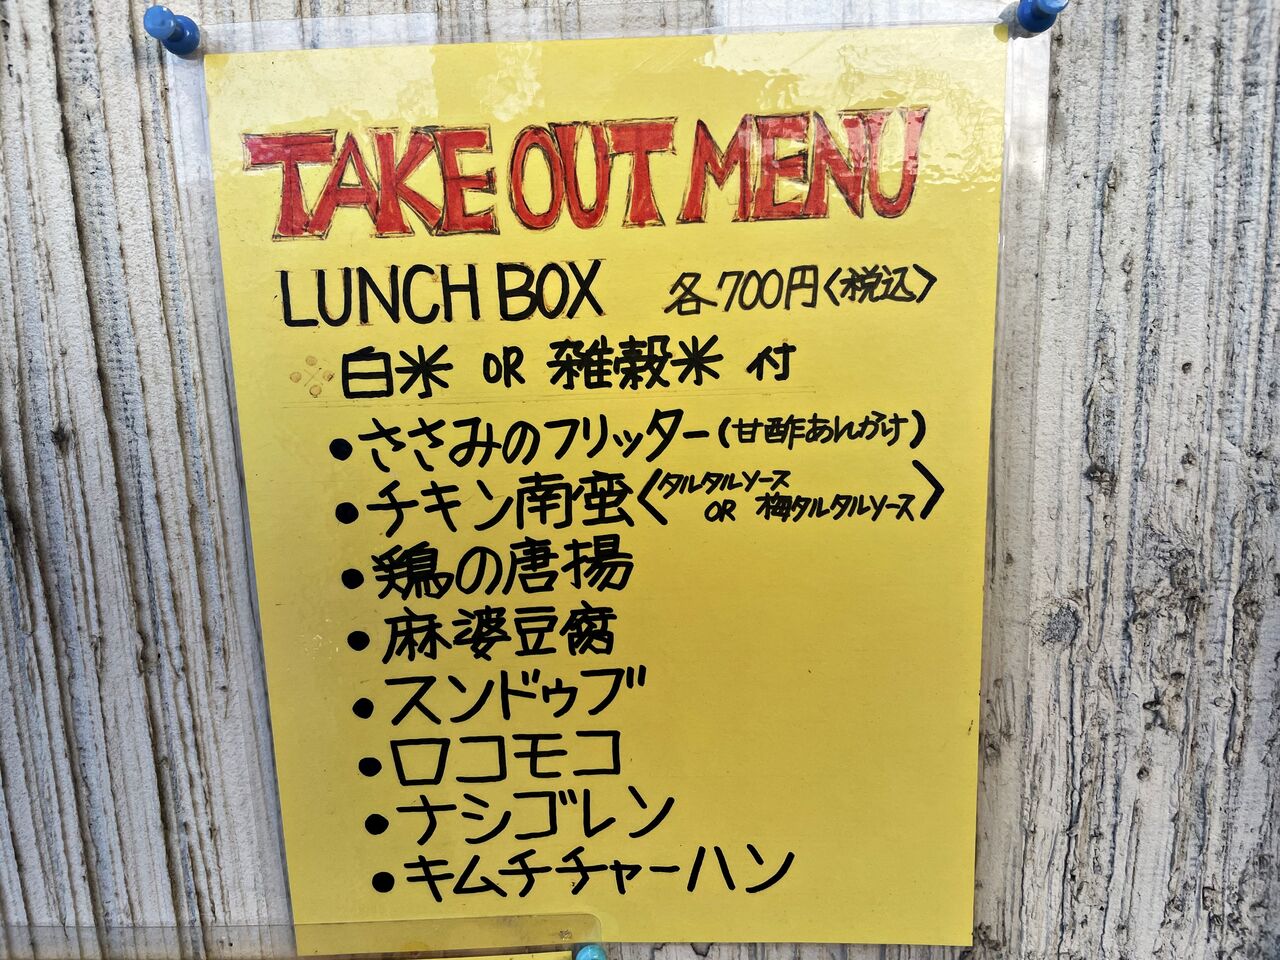 TAKE OUT MENU
LUNCH BOX 各700円〈税込〉
※白米 OR 雑穀米 付
●ささみのフリッター(甘酢あんがけ)
●チキン南蛮〈タルタルソース
OR 梅タルタルソース〉
●鶏の唐揚
●麻婆豆腐
●スンドゥブ
●ロコモコ
●ナシゴレン
●キムチチャーハン